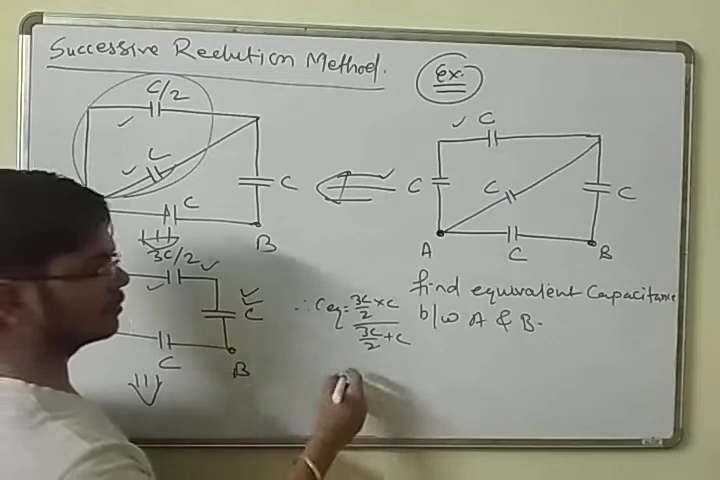 Successive Reduction Method.
Ex.
C/2
C
C
C
B
3C/2
C
C
B
∴ Ceq = 3C/2 × C
3C/2 + C
C
C
C
C
C
A
B
find equivalent Capacitance
b/w A & B.